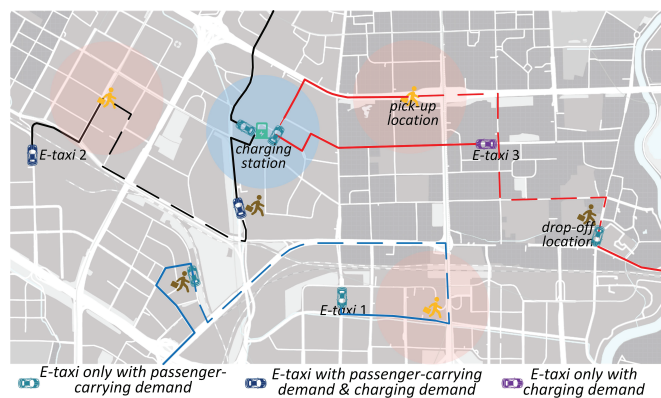 pick-up
location
charging
station
E-taxi 2
E-taxi 3
drop-off
location
E-taxi 1
E-taxi only with passenger-
carrying demand
E-taxi with passenger-carrying
demand & charging demand
E-taxi only with
charging demand